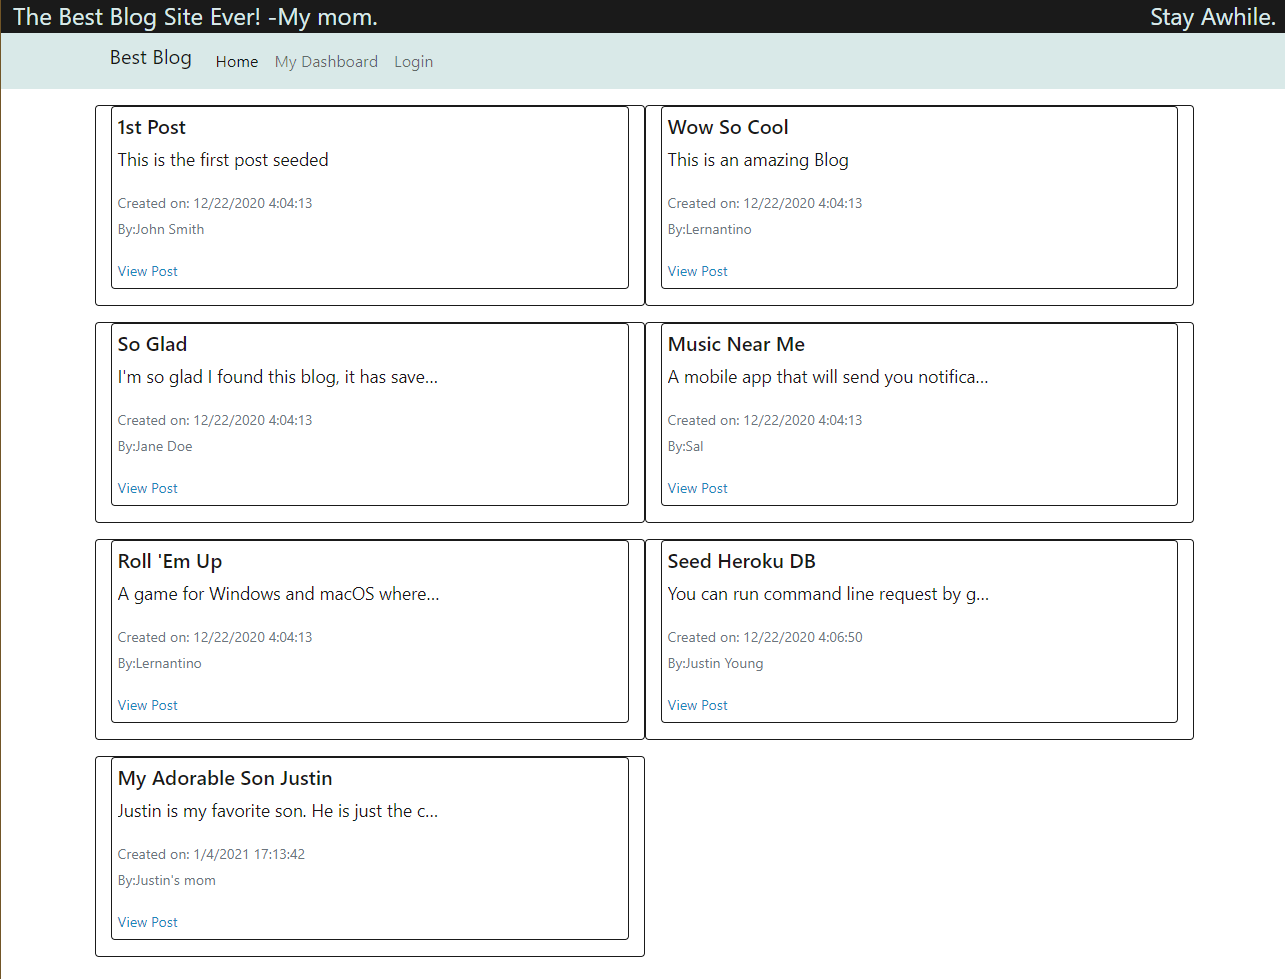 The Best Blog Site Ever! -My mom.
Stay Awhile.
Best Blog
Home
My Dashboard
Login
1st Post
This is the first post seeded
Created on: 12/22/2020 4:04:13
By:John Smith
View Post
Wow So Cool
This is an amazing Blog
Created on: 12/22/2020 4:04:13
By:Lernantino
View Post
So Glad
I'm so glad I found this blog, it has save...
Created on: 12/22/2020 4:04:13
By:Jane Doe
View Post
Music Near Me
A mobile app that will send you notifica...
Created on: 12/22/2020 4:04:13
By:Sal
View Post
Roll 'Em Up
A game for Windows and macOS where...
Created on: 12/22/2020 4:04:13
By:Lernantino
View Post
Seed Heroku DB
You can run command line request by g...
Created on: 12/22/2020 4:06:50
By:Justin Young
View Post
My Adorable Son Justin
Justin is my favorite son. He is just the c...
Created on: 1/4/2021 17:13:42
By:Justin's mom
View Post